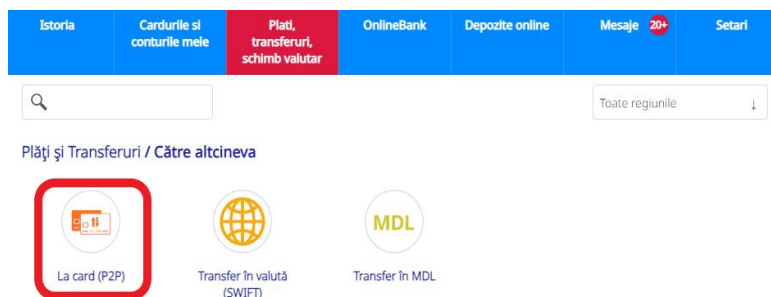 Istoria
Cardurile si conturile mele
Plati, transferuri, schimb valutar
OnlineBank
Depozite online
Mesaje 20+
Setari
Toate regiunile ↓
Plăţi şi Transferuri / Către altcineva
MDL
La card (P2P)
Transfer în valută (SWIFT)
Transfer în MDL